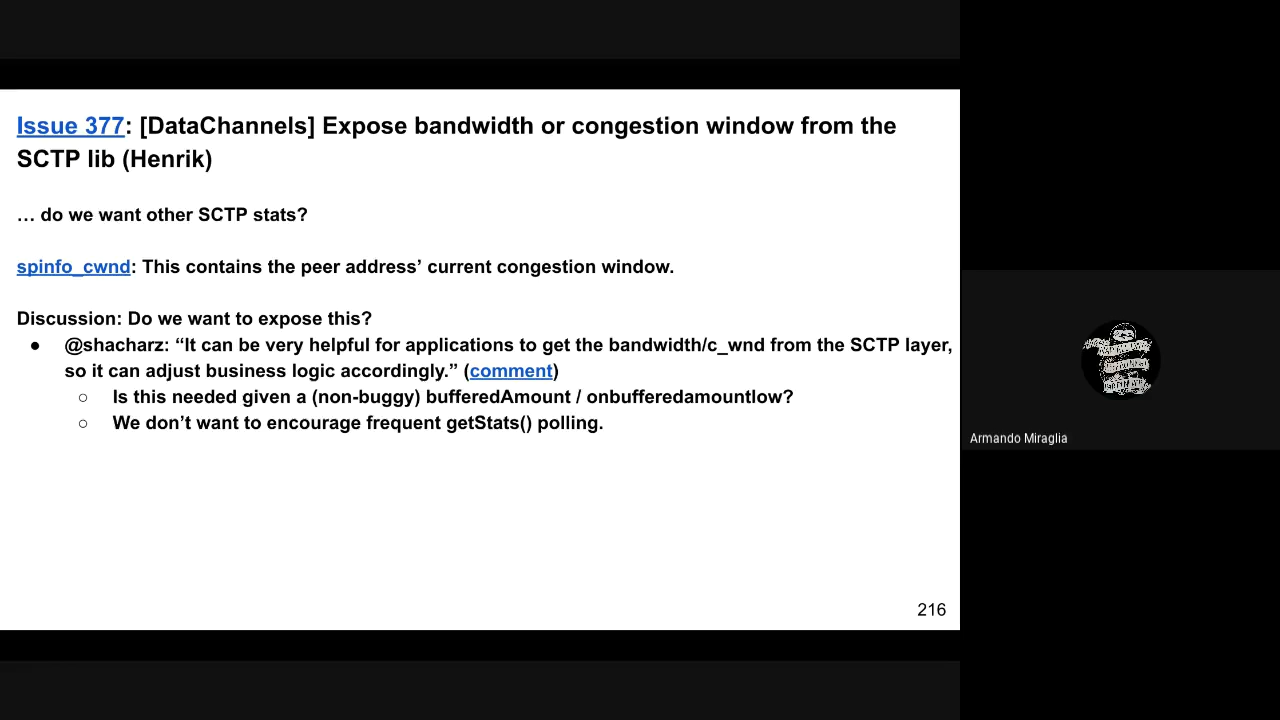 Issue 377: [DataChannels] Expose bandwidth or congestion window from the
SCTP lib (Henrik)
… do we want other SCTP stats?
spinfo_cwnd: This contains the peer address’ current congestion window.
Discussion: Do we want to expose this?
● @shacharz: “It can be very helpful for applications to get the bandwidth/c_wnd from the SCTP layer,
so it can adjust business logic accordingly.” (comment)
○ Is this needed given a (non-buggy) bufferedAmount / onbufferedamountlow?
○ We don’t want to encourage frequent getStats() polling.
216
Armando Miraglia